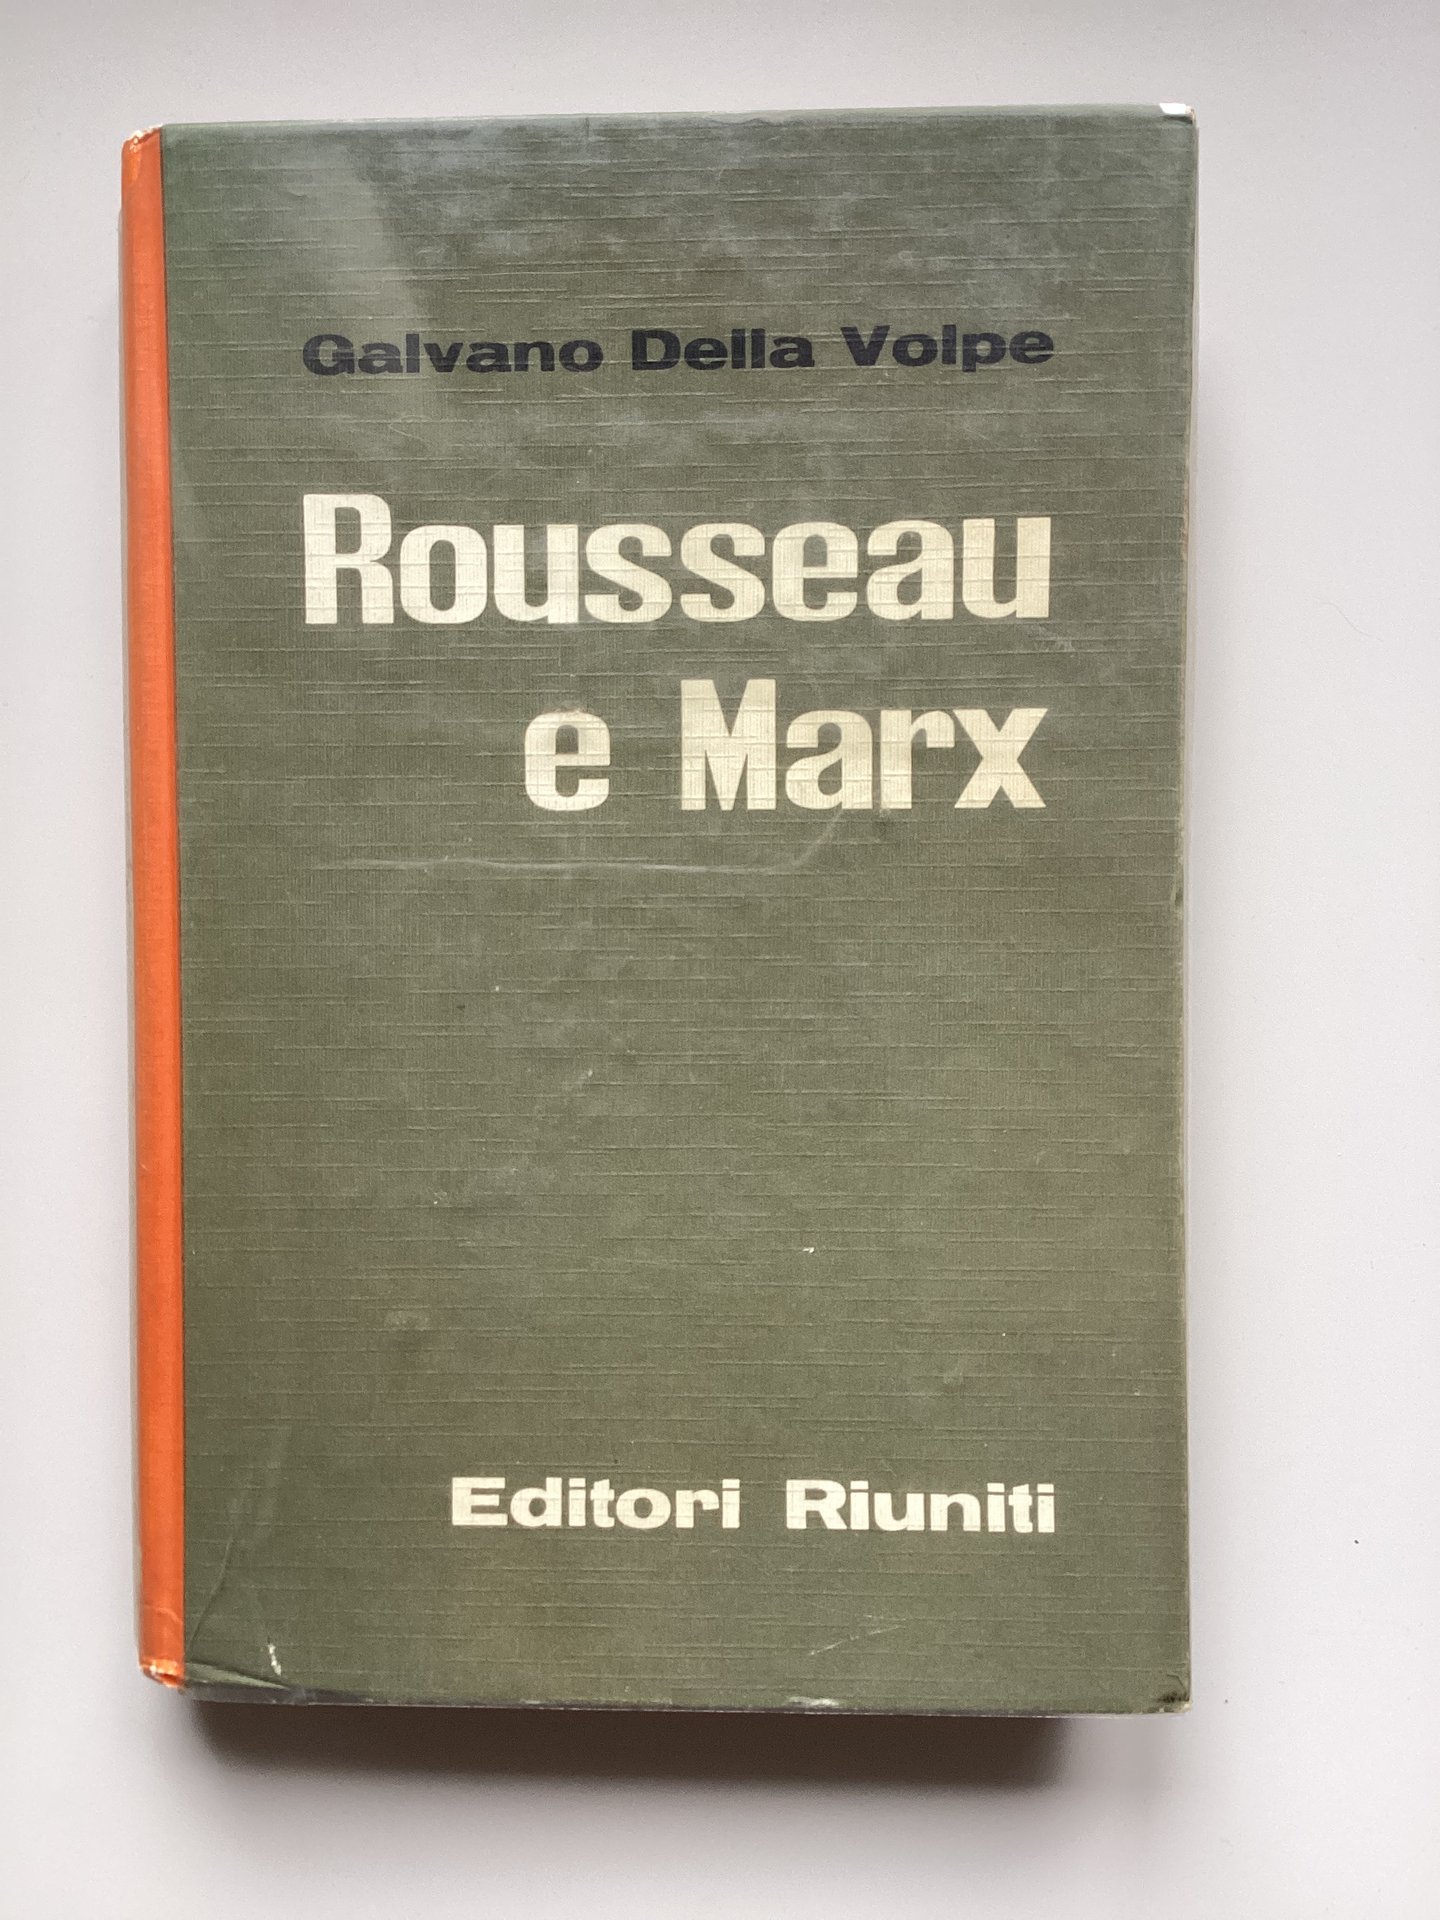 Galvano Della Volpe
Rousseau
e Marx
Editori Riuniti